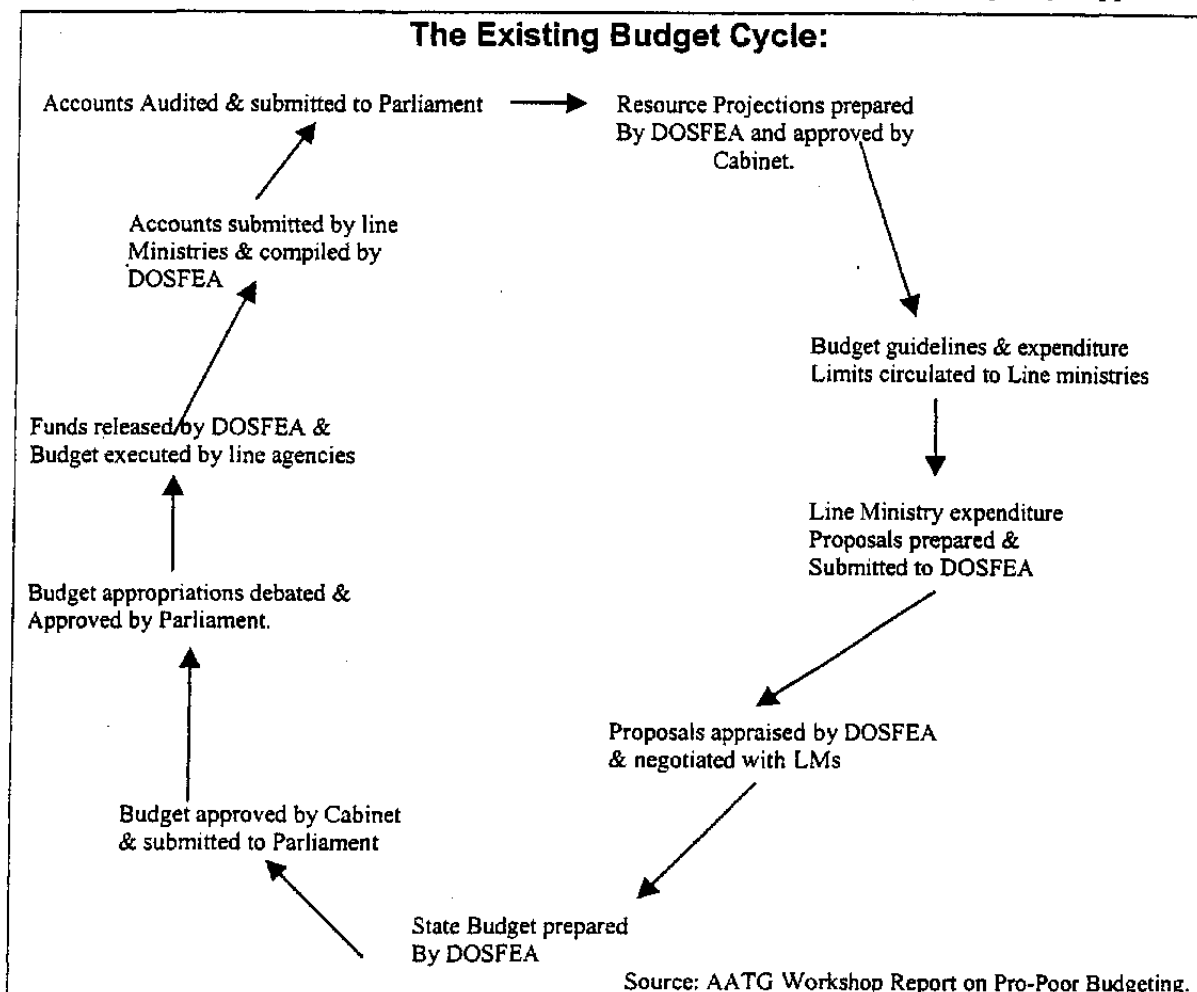 The Existing Budget Cycle:
Accounts Audited & submitted to Parliament
Resource Projections prepared
By DOSFEA and approved by
Cabinet.
Accounts submitted by line
Ministries & compiled by
DOSFEA
Budget guidelines & expenditure
Limits circulated to Line ministries
Funds released by DOSFEA &
Budget executed by line agencies
Line Ministry expenditure
Proposals prepared &
Submitted to DOSFEA
Budget appropriations debated &
Approved by Parliament.
Proposals appraised by DOSFEA
& negotiated with LMs
Budget approved by Cabinet
& submitted to Parliament
State Budget prepared
By DOSFEA
Source: AATG Workshop Report on Pro-Poor Budgeting.